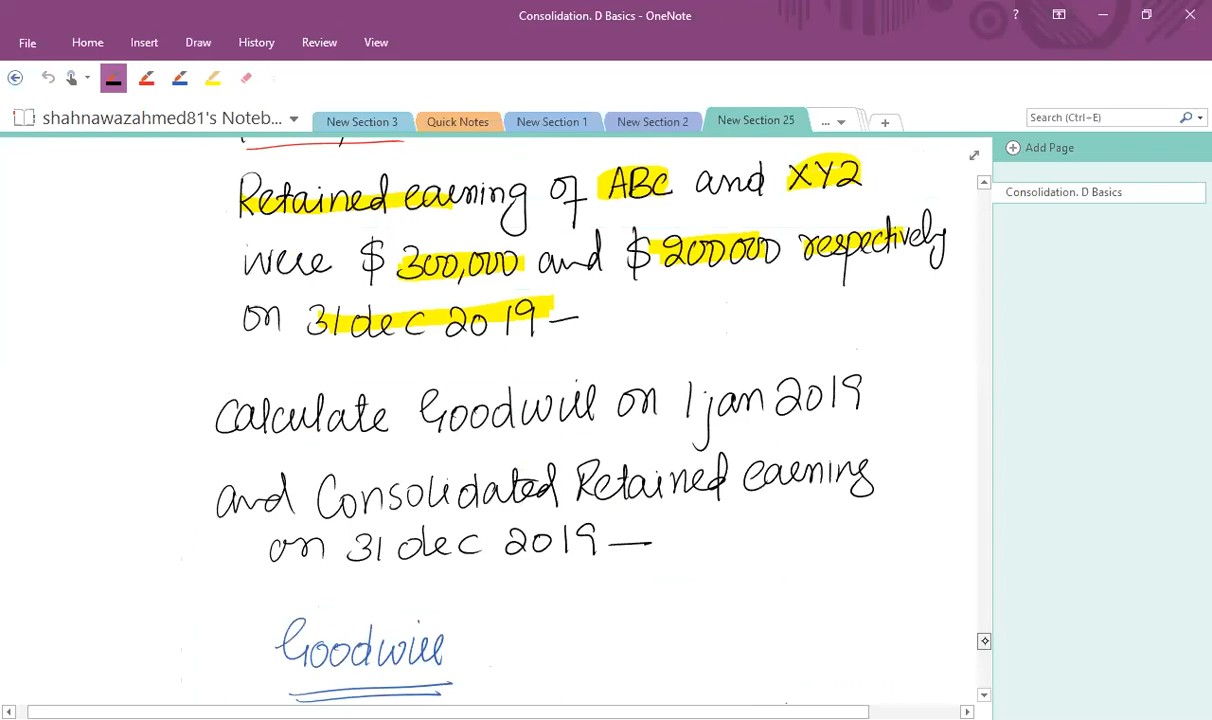 Consolidation. D Basics - OneNote
?
File Home Insert Draw History Review View
shahnawazahmed81's Noteb... New Section 3 Quick Notes New Section 1 New Section 2 New Section 25 ... + Search (Ctrl+E)
Add Page
Consolidation. D Basics
Retained earning of ABC and XYZ
were $ 300,000 and $ 200000 respectively
on 31 dec 2019 —
Calculate Goodwill on 1 jan 2019
and Consolidated Retained earning
on 31 dec 2019 —
Goodwill